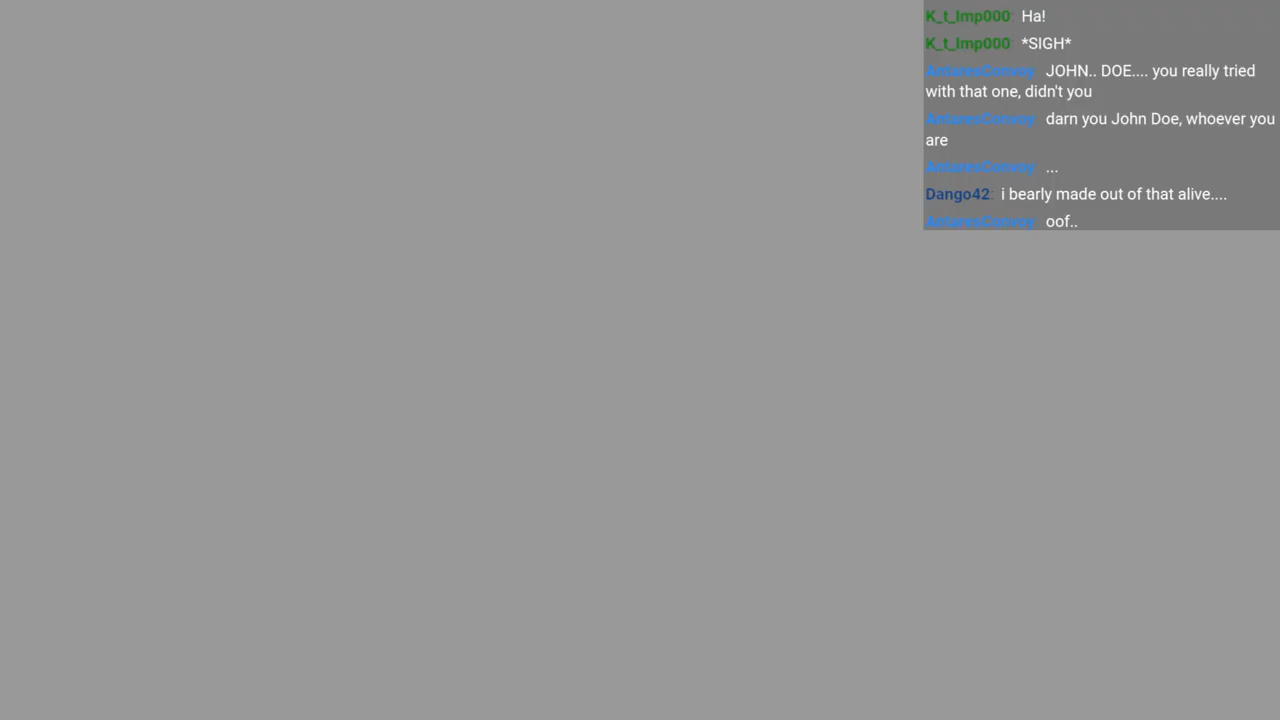 K_t_Imp000: Ha!
K_t_Imp000: *SIGH*
AntaresConvoy: JOHN.. DOE.... you really tried
with that one, didn't you
AntaresConvoy: darn you John Doe, whoever you
are
AntaresConvoy: ...
Dango42: i bearly made out of that alive....
AntaresConvoy: oof..